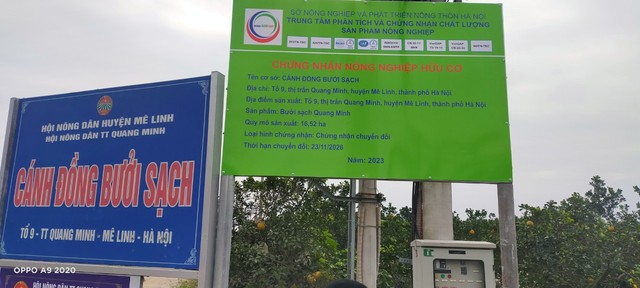 HỘI NÔNG DÂN HUYỆN MÊ LINH
HỘI NÔNG DÂN TT QUANG MINH
CÁNH ĐỒNG BƯỞI SẠCH
TỔ 9 - TT QUANG MINH - MÊ LINH - HÀ NỘI
HỘI NÔNG DÂN TT QUANG
SỞ NÔNG NGHIỆP VÀ PHÁT TRIỂN NÔNG THÔN HÀ NỘI
TRUNG TÂM PHÂN TÍCH VÀ CHỨNG NHẬN CHẤT LƯỢNG
SẢN PHẨM NÔNG NGHIỆP
CHỨNG NHẬN NÔNG NGHIỆP HỮU CƠ
Tên cơ sở: CÁNH ĐỒNG BƯỞI SẠCH
Địa chỉ: Tổ 9, thị trấn Quang Minh, huyện Mê Linh, thành phố Hà Nội
Địa điểm sản xuất: Tổ 9, thị trấn Quang Minh, huyện Mê Linh, thành phố Hà Nội
Sản phẩm: Bưởi sạch Quang Minh
Quy mô sản xuất: 16,52 ha
Loại hình chứng nhận: Chứng nhận chuyển đổi
Thời hạn chuyển đổi: 23/11/2026
Năm: 2023
OPPO A9 2020